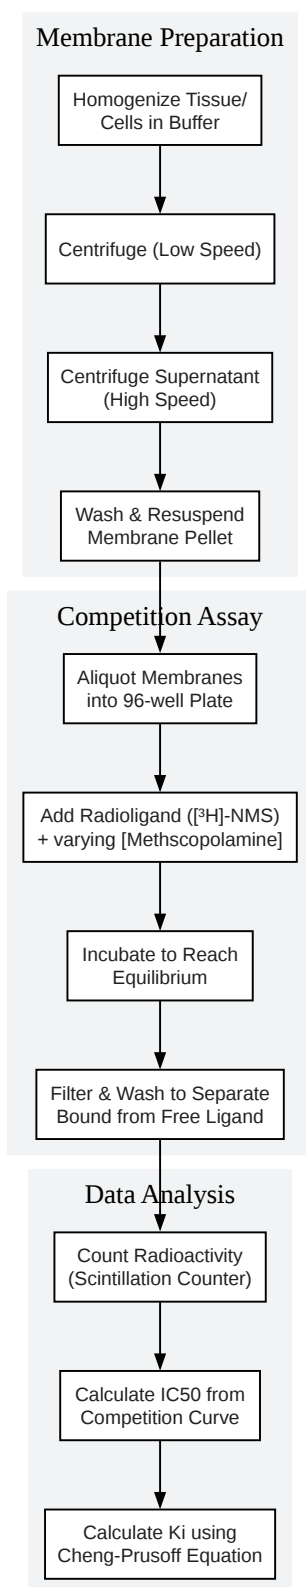 Membrane Preparation
Homogenize Tissue/
Cells in Buffer
Centrifuge (Low Speed)
Centrifuge Supernatant
(High Speed)
Wash & Resuspend
Membrane Pellet
Competition Assay
Aliquot Membranes
into 96-well Plate
Add Radioligand ([³H]-NMS)
+ varying [Methscopolamine]
Incubate to Reach
Equilibrium
Filter & Wash to Separate
Bound from Free Ligand
Data Analysis
Count Radioactivity
(Scintillation Counter)
Calculate IC50 from
Competition Curve
Calculate Ki using
Cheng-Prusoff Equation